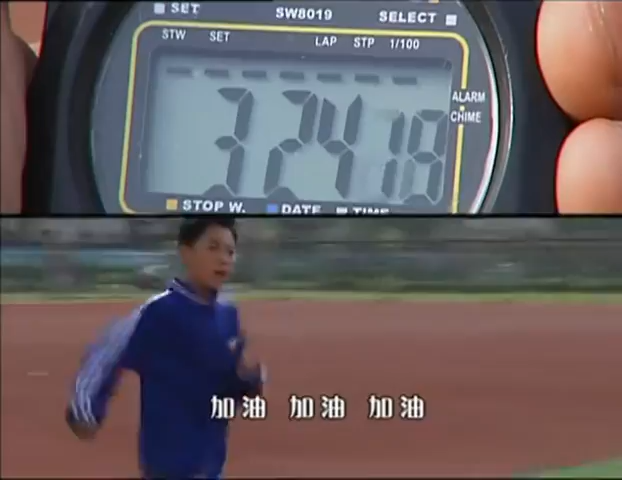 SET SW8019 SELECT
STW SET LAP STP 1/100
3 24 18
ALARM
CHIME
STOP W. DATE TIME
加油 加油 加油